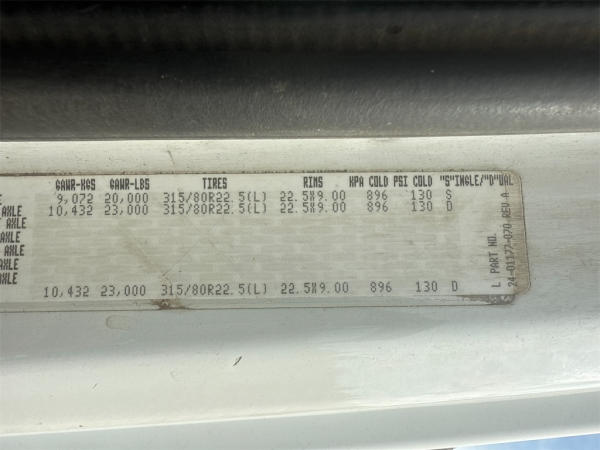 GAWR-KGS GAWR-LBS TIRES RIMS KPA COLD PSI COLD "S"INGLE/"D"UAL
9,072 20,000 315/80R22.5(L) 22.5X9.00 896 130 S
AXLE 10,432 23,000 315/80R22.5(L) 22.5X9.00 896 130 D
AXLE
AXLE
AXLE
AXLE
AXLE
10,432 23,000 315/80R22.5(L) 22.5X9.00 896 130 D
L PART NO.
24-01177-070 REV A